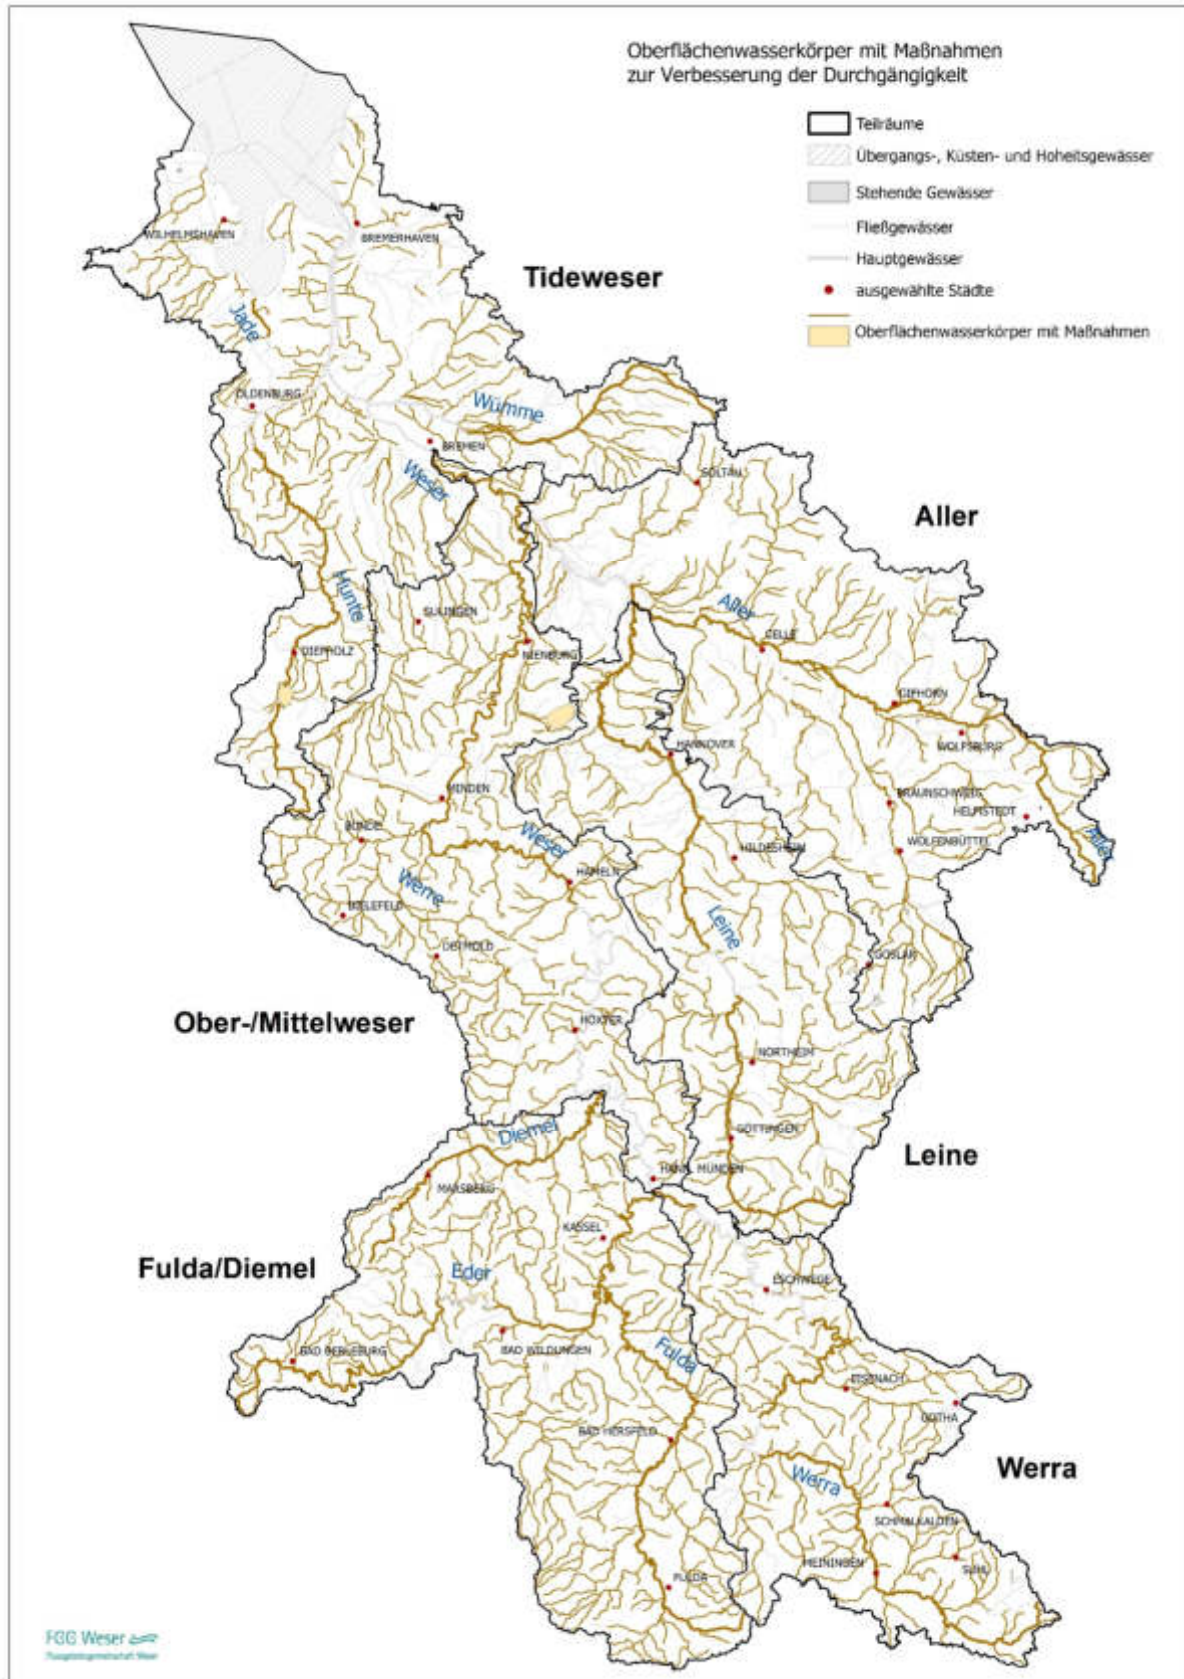 Oberflächenwasserkörper mit Maßnahmen
zur Verbesserung der Durchgängigkeit
Teilräume
Übergangs-, Küsten- und Hoheitsgewässer
Stehende Gewässer
Fließgewässer
Hauptgewässer
ausgewählte Städte
Oberflächenwasserkörper mit Maßnahmen
WILHELMSHAVEN
BREMERHAVEN
Tideweser
Jade
OLDENBURG
Wümme
BREMEN
Weser
SOLTAU
Aller
Hunte
SULINGEN
Aller
CELLE
DIEPHOLZ
NIENBURG
GIFHORN
WOLFSBURG
HANNOVER
MINDEN
BRAUNSCHWEIG
HELMSTEDT
BÜNDE
Weser
HILDESHEIM
WOLFENBÜTTEL
Aller
HAMELN
Werre
BIELEFELD
Leine
DETMOLD
GOSLAR
Ober-/Mittelweser
HÖXTER
NORTHEIM
Diemel
GÖTTINGEN
Leine
HANN. MÜNDEN
MARSBERG
KASSEL
Fulda/Diemel
Eder
ESCHWEGE
BAD BERLEBURG
BAD WILDUNGEN
Fulda
EISENACH
GOTHA
BAD HERSFELD
Werra
Werra
SCHMALKALDEN
MEININGEN
SUHL
FULDA
FGG Weser
Flussgebietsgemeinschaft Weser